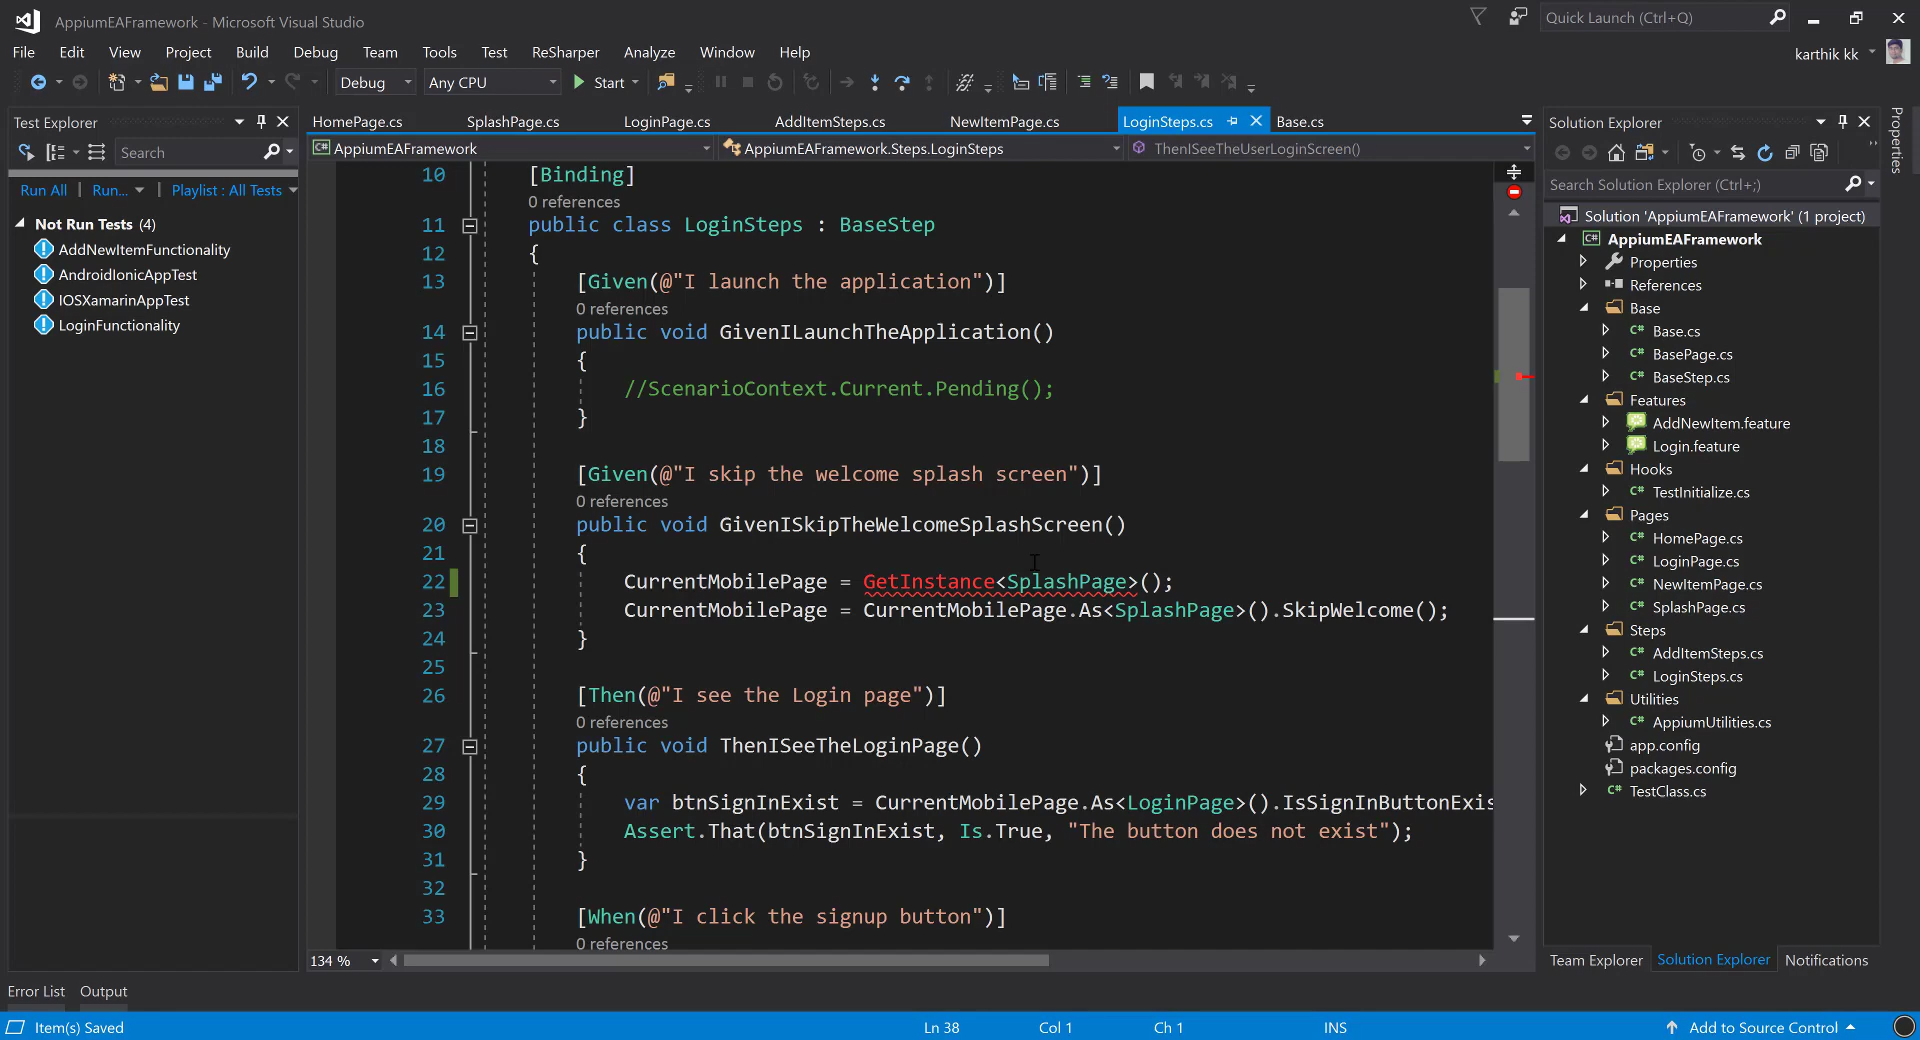 AppiumEAFramework - Microsoft Visual Studio
Quick Launch (Ctrl+Q)
File Edit View Project Build Debug Team Tools Test ReSharper Analyze Window Help
karthik kk
Debug Any CPU Start
Test Explorer
Search
Run All Run... Playlist : All Tests
Not Run Tests (4)
AddNewItemFunctionality
AndroidIonicAppTest
IOSXamarinAppTest
LoginFunctionality
HomePage.cs SplashPage.cs LoginPage.cs AddItemSteps.cs NewItemPage.cs LoginSteps.cs Base.cs
AppiumEAFramework AppiumEAFramework.Steps.LoginSteps ThenISeeTheUserLoginScreen()
10 [Binding]
0 references
11 public class LoginSteps : BaseStep
12 {
13 [Given(@"I launch the application")]
0 references
14 public void GivenILaunchTheApplication()
15 {
16 //ScenarioContext.Current.Pending();
17 }
18
19 [Given(@"I skip the welcome splash screen")]
0 references
20 public void GivenISkipTheWelcomeSplashScreen()
21 {
22 CurrentMobilePage = GetInstance<SplashPage>();
23 CurrentMobilePage = CurrentMobilePage.As<SplashPage>().SkipWelcome();
24 }
25
26 [Then(@"I see the Login page")]
0 references
27 public void ThenISeeTheLoginPage()
28 {
29 var btnSignInExist = CurrentMobilePage.As<LoginPage>().IsSignInButtonExis
30 Assert.That(btnSignInExist, Is.True, "The button does not exist");
31 }
32
33 [When(@"I click the signup button")]
0 references
134 %
Solution Explorer
Search Solution Explorer (Ctrl+;)
Solution 'AppiumEAFramework' (1 project)
C# AppiumEAFramework
Properties
References
Base
C# Base.cs
C# BasePage.cs
C# BaseStep.cs
Features
AddNewItem.feature
Login.feature
Hooks
C# TestInitialize.cs
Pages
C# HomePage.cs
C# LoginPage.cs
C# NewItemPage.cs
C# SplashPage.cs
Steps
C# AddItemSteps.cs
C# LoginSteps.cs
Utilities
C# AppiumUtilities.cs
app.config
packages.config
C# TestClass.cs
Team Explorer Solution Explorer Notifications
Properties
Error List Output
Item(s) Saved Ln 38 Col 1 Ch 1 INS Add to Source Control